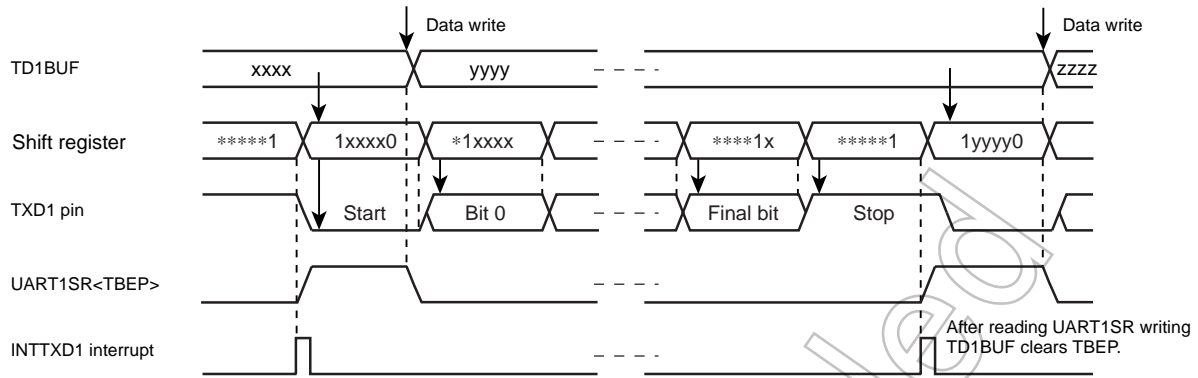 Data write Data write
TD1BUF xxxx yyyy zzzz
Shift register *****1 1xxxx0 *1xxxx ****1x *****1 1yyyy0
TXD1 pin Start Bit 0 Final bit Stop
UART1SR<TBEP>
After reading UART1SR writing
INTTXD1 interrupt TD1BUF clears TBEP.